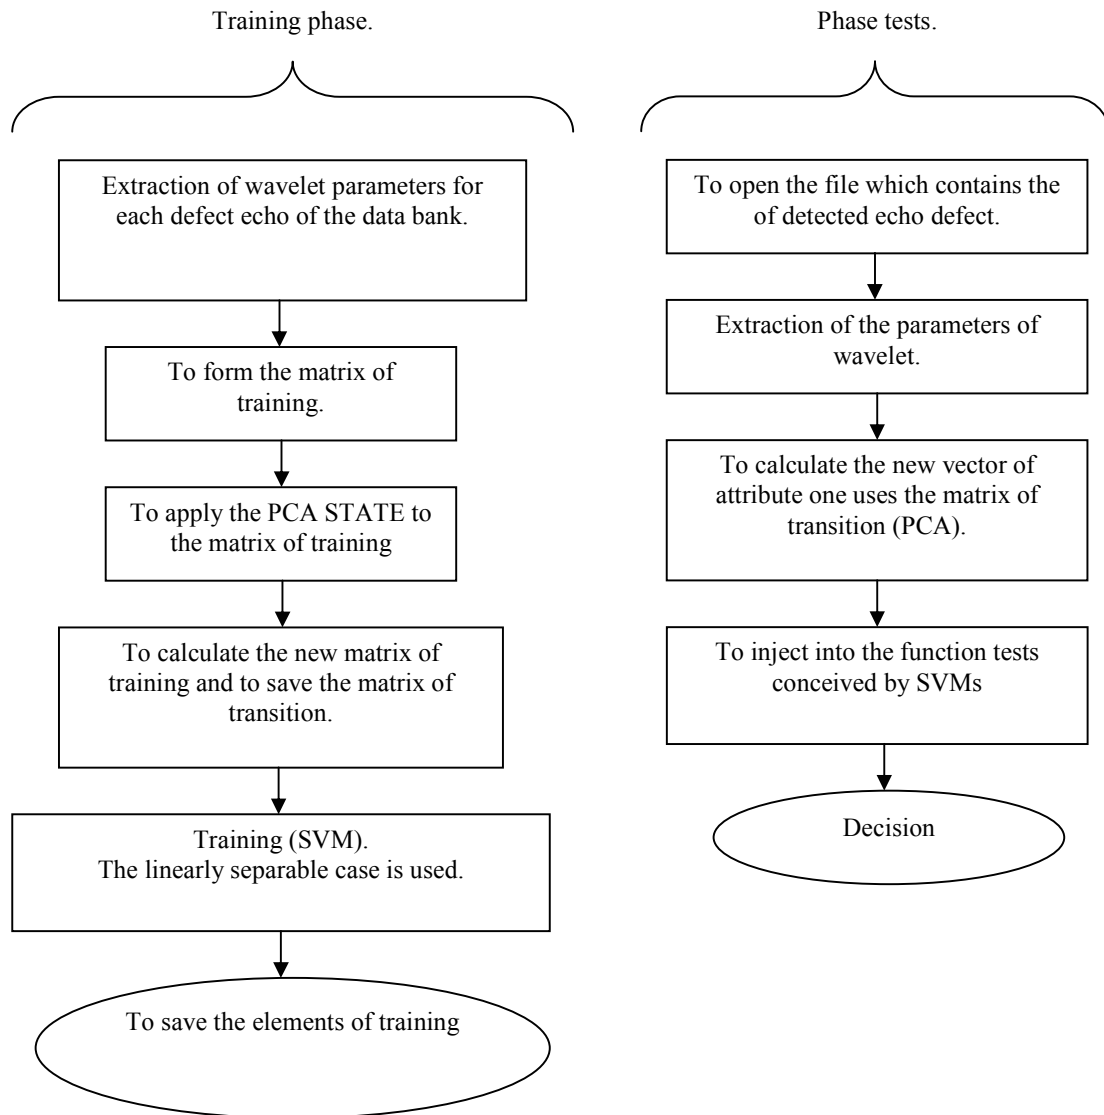 Training phase.
Extraction of wavelet parameters for
each defect echo of the data bank.
To form the matrix of
training.
To apply the PCA STATE to
the matrix of training
To calculate the new matrix of
training and to save the matrix of
transition.
Training (SVM).
The linearly separable case is used.
To save the elements of training
Phase tests.
To open the file which contains the
of detected echo defect.
Extraction of the parameters of
wavelet.
To calculate the new vector of
attribute one uses the matrix of
transition (PCA).
To inject into the function tests
conceived by SVMs
Decision